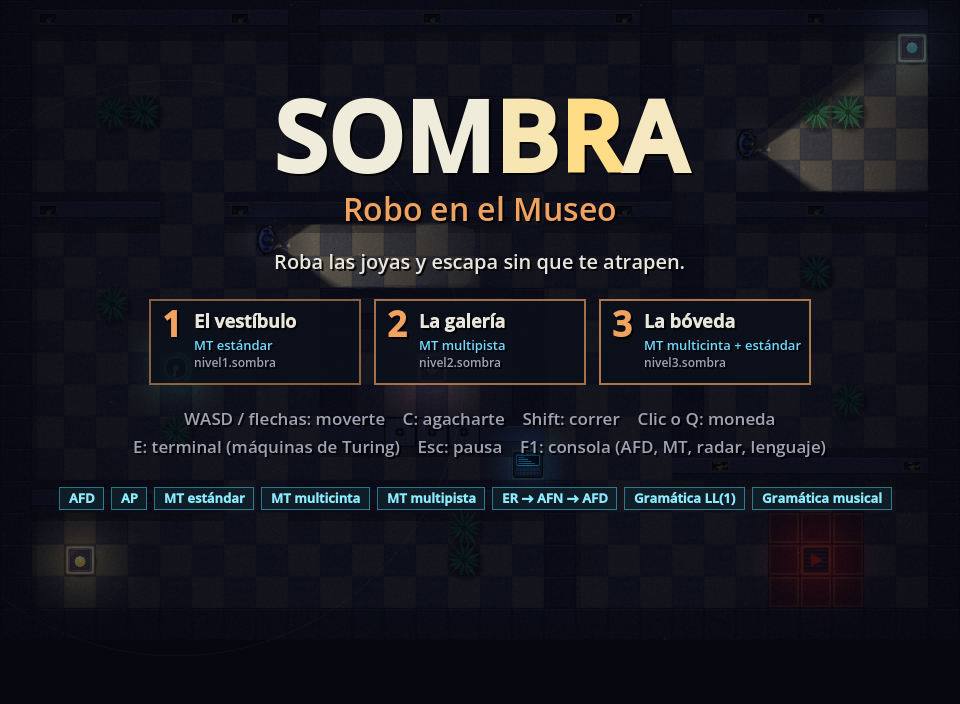 SOMBRA
Robo en el Museo
Roba las joyas y escapa sin que te atrapen.
1 El vestíbulo
MT estándar
nivel1.sombra
2 La galería
MT multipista
nivel2.sombra
3 La bóveda
MT multicinta + estándar
nivel3.sombra
WASD / flechas: moverte C: agacharte Shift: correr Clic o Q: moneda
E: terminal (máquinas de Turing) Esc: pausa F1: consola (AFD, MT, radar, lenguaje)
AFD AP MT estándar MT multicinta MT multipista ER → AFN → AFD Gramática LL(1) Gramática musical